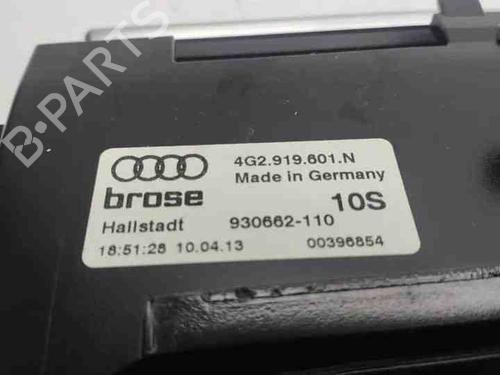 B-PARTS
4G2.919.601.N
Made in Germany
brose
10S
Hallstadt 930662-110
18:51:28 10.04.13 00396854